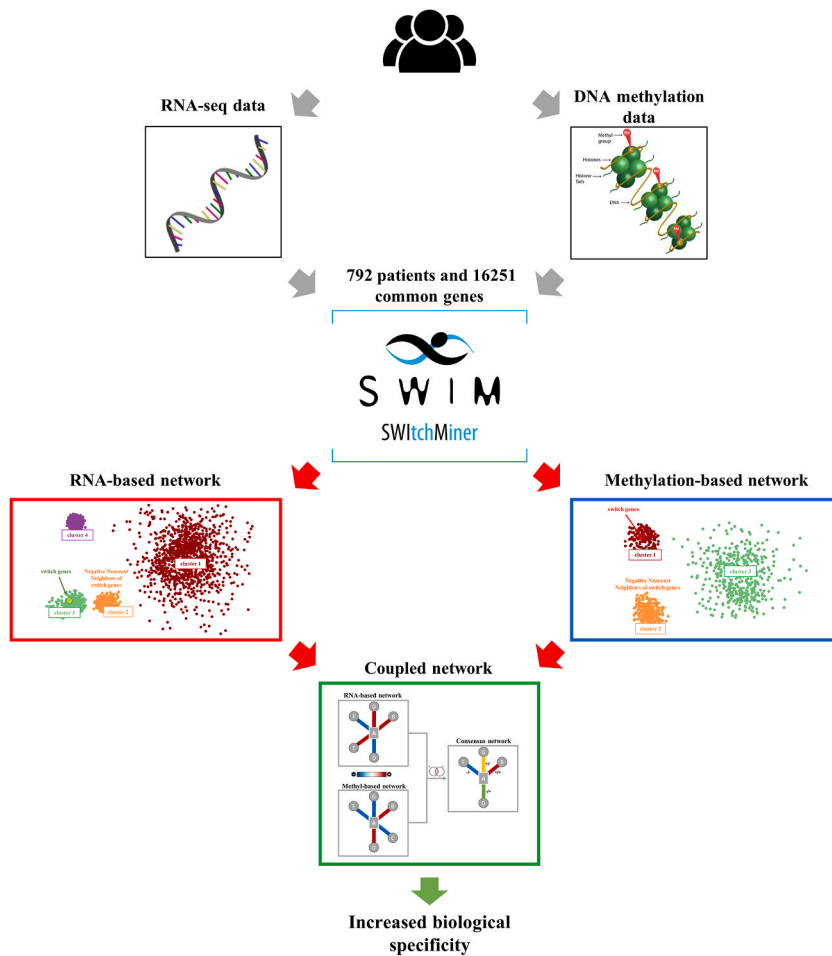 RNA-seq data
DNA methylation
data
Methyl
group
Histones
Histone
Tails
DNA
792 patients and 16251
common genes
SWIM
SWItchMiner
RNA-based network
Methylation-based network
cluster 4
cluster 1
switch genes
cluster 3
Negative Neareast
Neighbors of
switch genes
cluster 2
switch genes
cluster 1
cluster 3
Negative Neareast
Neighbors of switch genes
cluster 2
Coupled network
RNA-based network
G
B
A
E
D
Consensus network
G
A
D
Methyl-based network
G
A
C
D
Increased biological
specificity